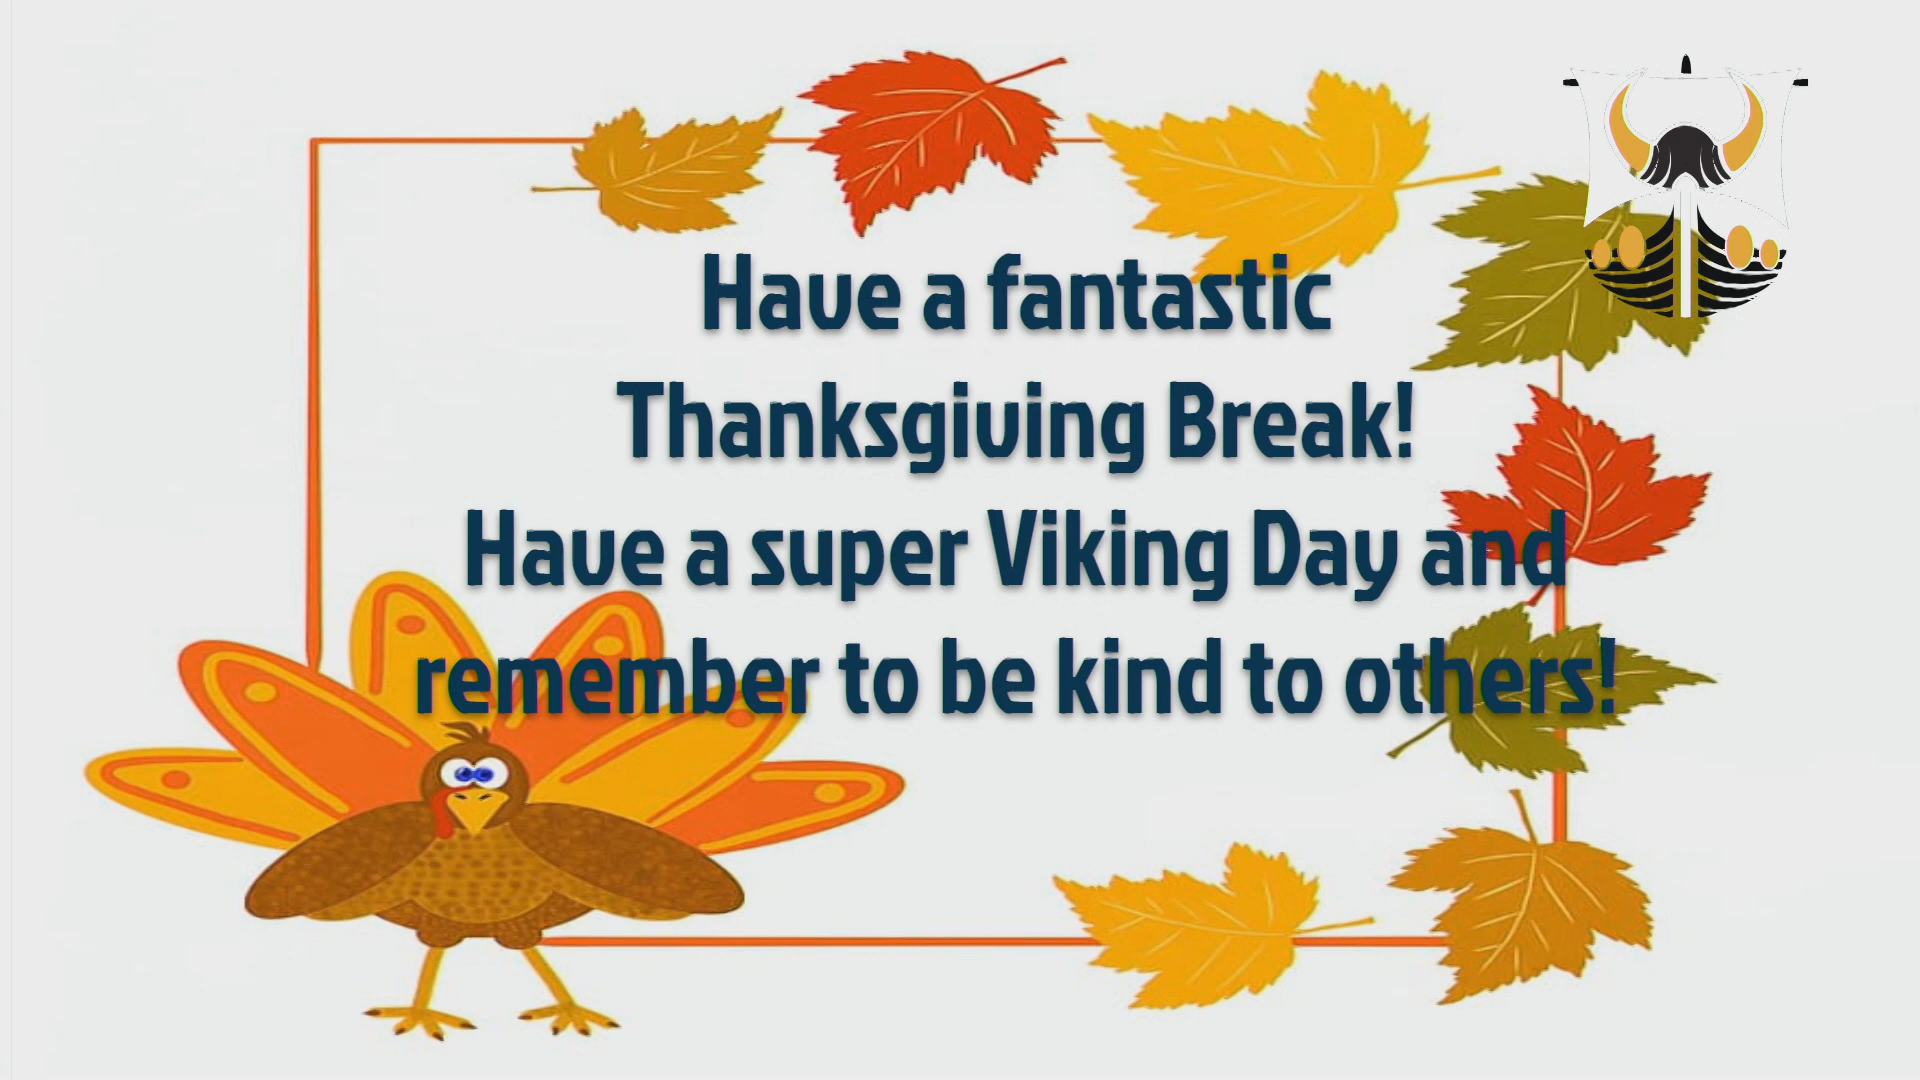 Have a fantastic
Thanksgiving Break!
Have a super Viking Day and
remember to be kind to others!